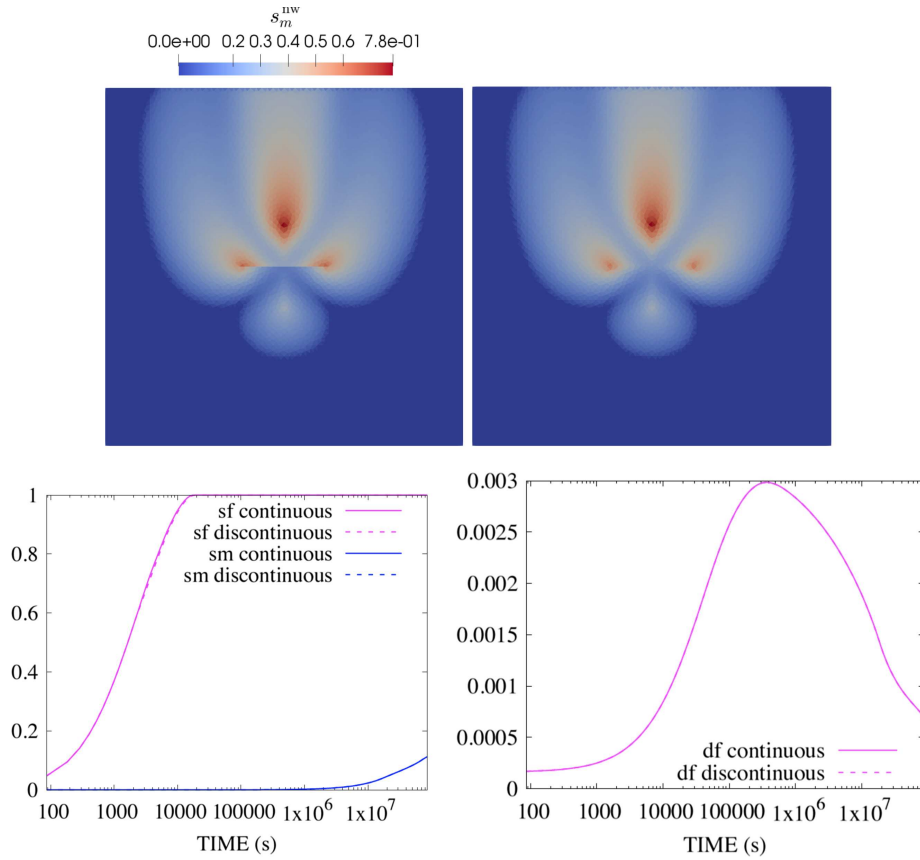 s_m^nw
0.0e+00 0.2 0.3 0.4 0.5 0.6 7.8e-01
1
0.8
0.6
0.4
0.2
0
sf continuous
sf discontinuous
sm continuous
sm discontinuous
100 1000 10000 100000 1x10^6 1x10^7
TIME (s)
0.003
0.0025
0.002
0.0015
0.001
0.0005
0
df continuous
df discontinuous
100 1000 10000 100000 1x10^6 1x10^7
TIME (s)